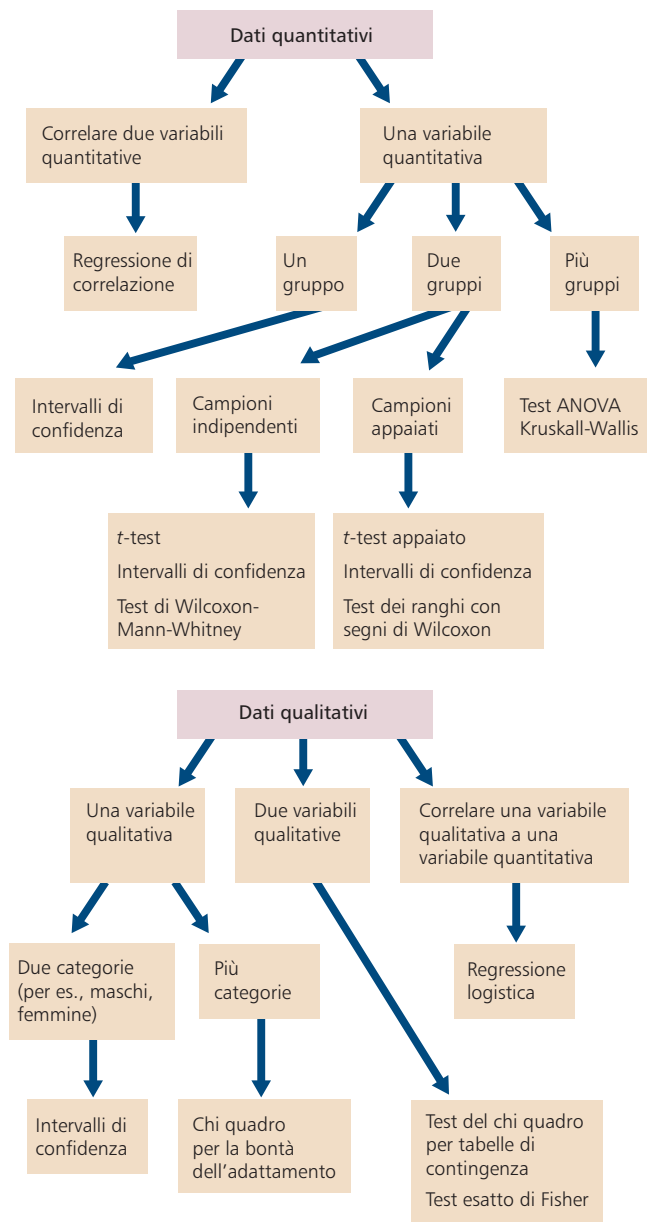 Dati quantitativi
Correlare due variabili
quantitative
Una variabile
quantitativa
Regressione di
correlazione
Un
gruppo
Due
gruppi
Più
gruppi
Intervalli di
confidenza
Campioni
indipendenti
Campioni
appaiati
Test ANOVA
Kruskall-Wallis
t-test
Intervalli di confidenza
Test di Wilcoxon-
Mann-Whitney
t-test appaiato
Intervalli di confidenza
Test dei ranghi con
segni di Wilcoxon
Dati qualitativi
Una variabile
qualitativa
Due variabili
qualitative
Correlare una variabile
qualitativa a una
variabile quantitativa
Due categorie
(per es., maschi,
femmine)
Più
categorie
Regressione
logistica
Intervalli di
confidenza
Chi quadro
per la bontà
dell'adattamento
Test del chi quadro
per tabelle di
contingenza
Test esatto di Fisher